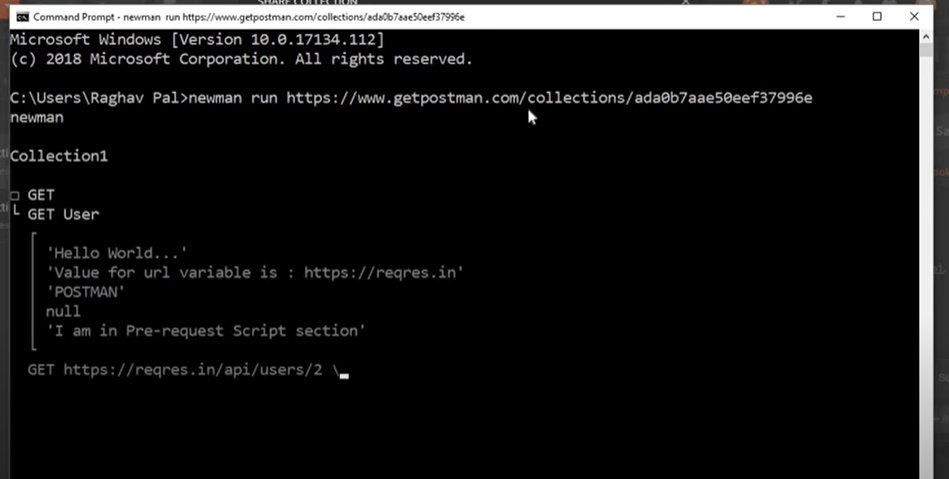 SHARE COLLECTION
Command Prompt - newman run https://www.getpostman.com/collections/ada0b7aae50eef37996e
Microsoft Windows [Version 10.0.17134.112]
(c) 2018 Microsoft Corporation. All rights reserved.
C:\Users\Raghav Pal>newman run https://www.getpostman.com/collections/ada0b7aae50eef37996e
newman
Collection1
□ GET
└ GET User
'Hello World...'
'Value for url variable is : https://reqres.in'
'POSTMAN'
null
'I am in Pre-request Script section'
GET https://reqres.in/api/users/2 \